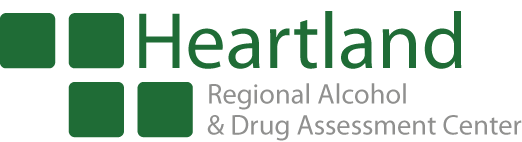 Heartland
Regional Alcohol
& Drug Assessment Center